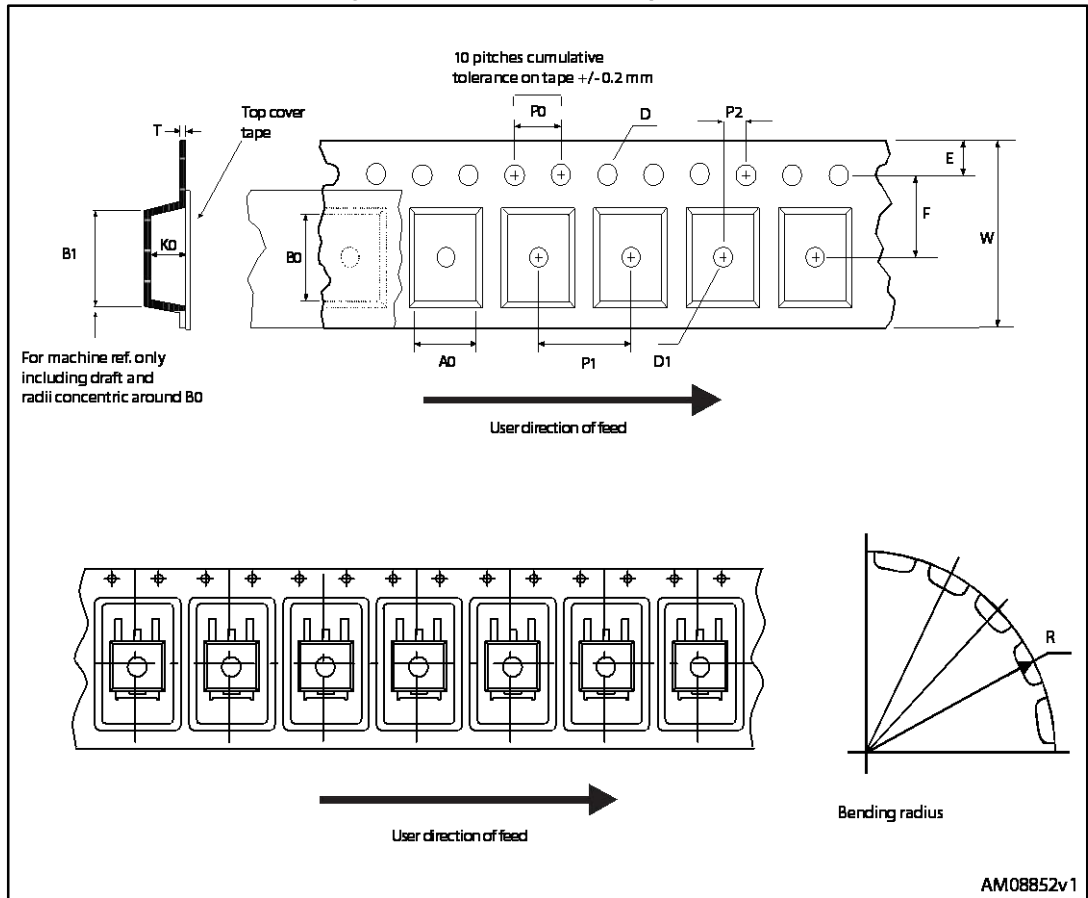 10 pitches cumulative
tolerance on tape +/- 0.2 mm
Top cover
tape
T
P0
D
P2
E
F
W
B1
K0
B0
For machine ref. only
including draft and
radii concentric around B0
A0
P1
D1
User direction of feed
R
Bending radius
User direction of feed
AM08852v1